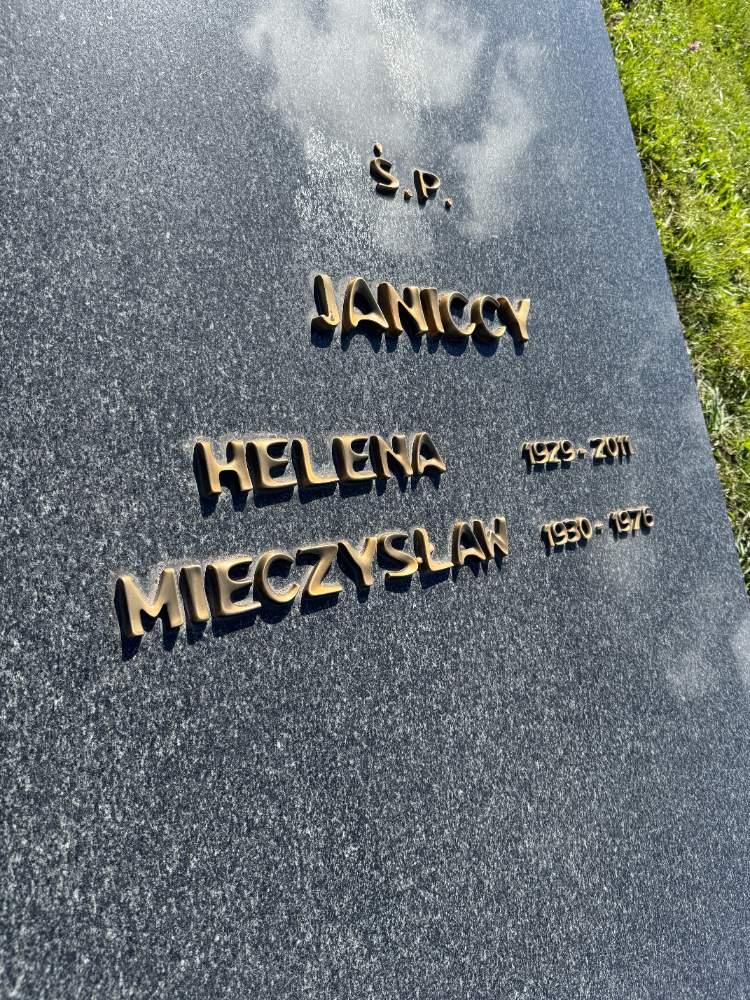 Ś.P.
JANICCY
HELENA 1929-2011
MIECZYSŁAW 1930-1976